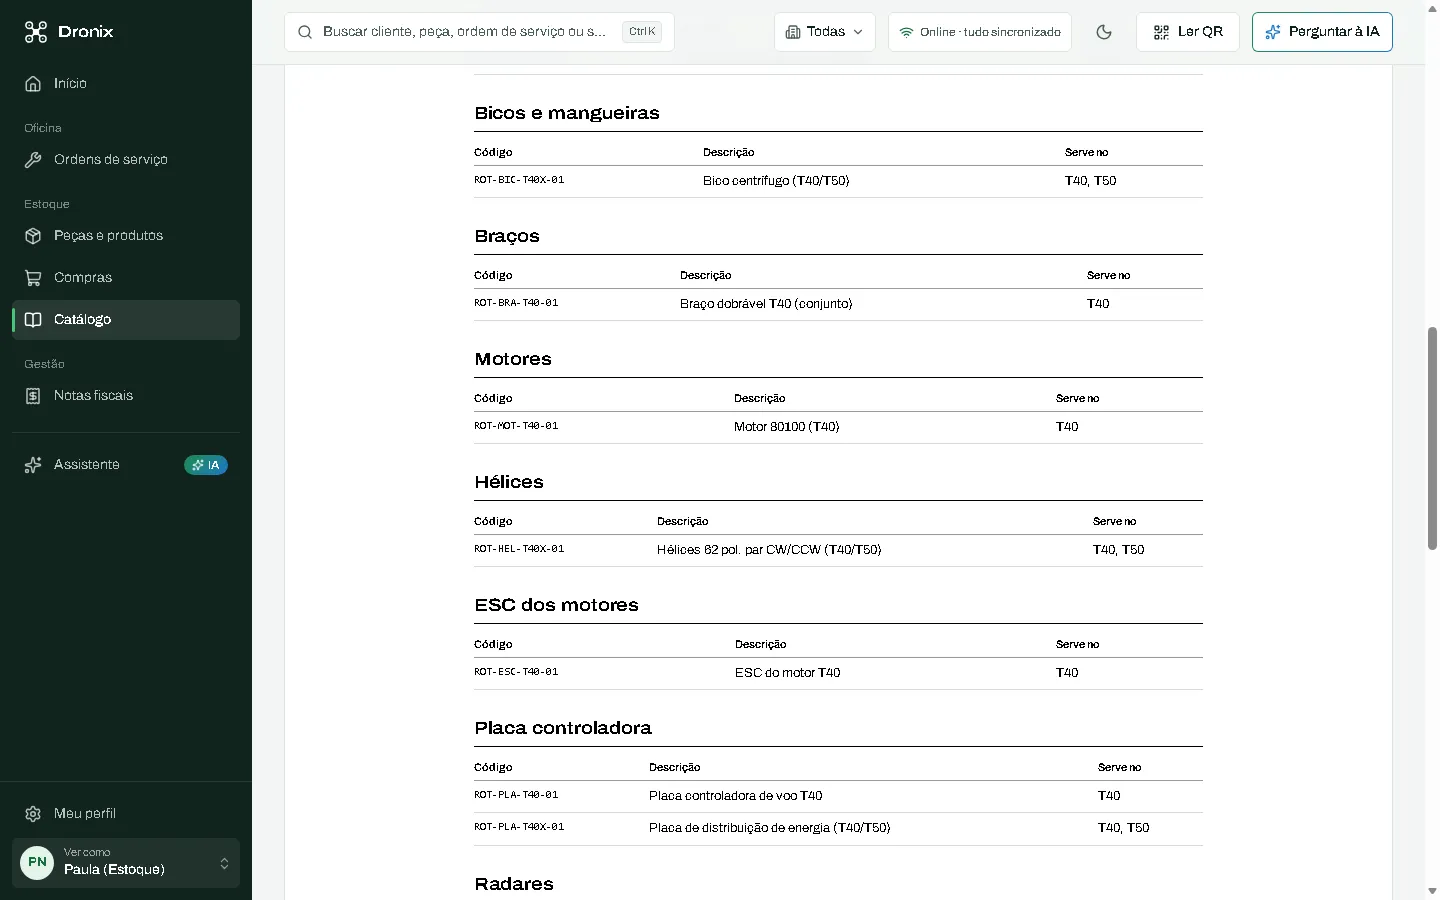 Dronix
Buscar cliente, peça, ordem de serviço ou s...
Ctrl K
Todas
Online · tudo sincronizado
Ler QR
Perguntar à IA
Início
Oficina
Ordens de serviço
Estoque
Peças e produtos
Compras
Catálogo
Gestão
Notas fiscais
Assistente
IA
Meu perfil
PN
Ver como
Paula (Estoque)
Bicos e mangueiras
Código Descrição Serve no
ROT-BIC-T40X-01 Bico centrífugo (T40/T50) T40, T50
Braços
Código Descrição Serve no
ROT-BRA-T40-01 Braço dobrável T40 (conjunto) T40
Motores
Código Descrição Serve no
ROT-MOT-T40-01 Motor 80100 (T40) T40
Hélices
Código Descrição Serve no
ROT-HEL-T40X-01 Hélices 62 pol. par CW/CCW (T40/T50) T40, T50
ESC dos motores
Código Descrição Serve no
ROT-ESC-T40-01 ESC do motor T40 T40
Placa controladora
Código Descrição Serve no
ROT-PLA-T40-01 Placa controladora de voo T40 T40
ROT-PLA-T40X-01 Placa de distribuição de energia (T40/T50) T40, T50
Radares